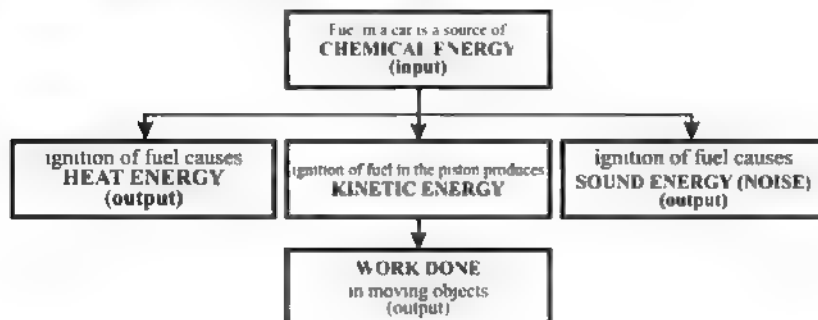 Fuel in a car is a source of
CHEMICAL ENERGY
(input)
ignition of fuel causes
HEAT ENERGY
(output)
ignition of fuel in the piston produces
KINETIC ENERGY
ignition of fuel causes
SOUND ENERGY (NOISE)
(output)
WORK DONE
in moving objects
(output)